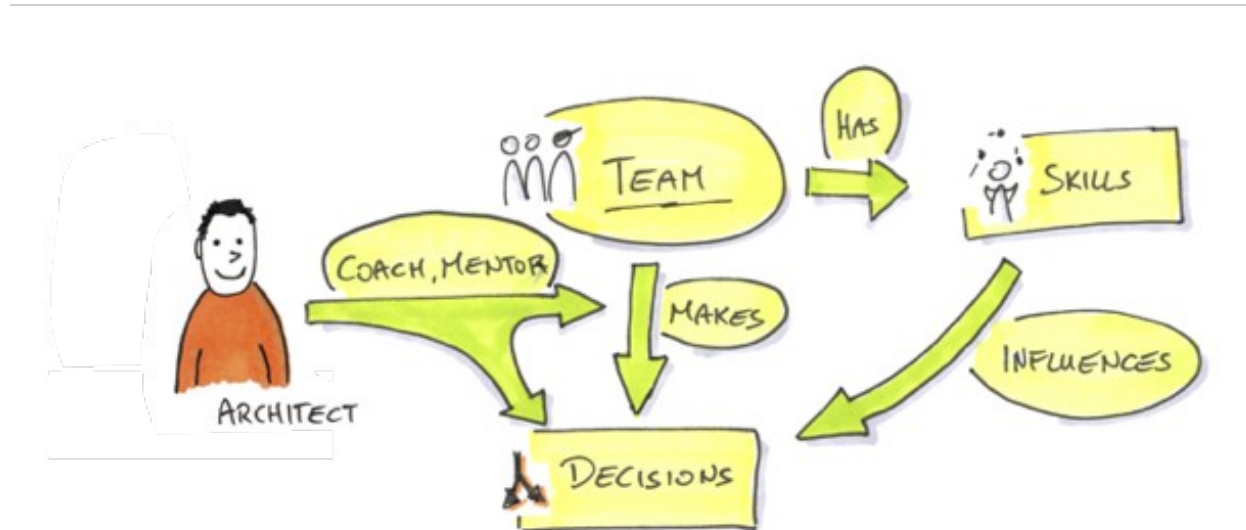 HAS
TEAM
SKILLS
COACH, MENTOR
MAKES
INFLUENCES
ARCHITECT
DECISIONS